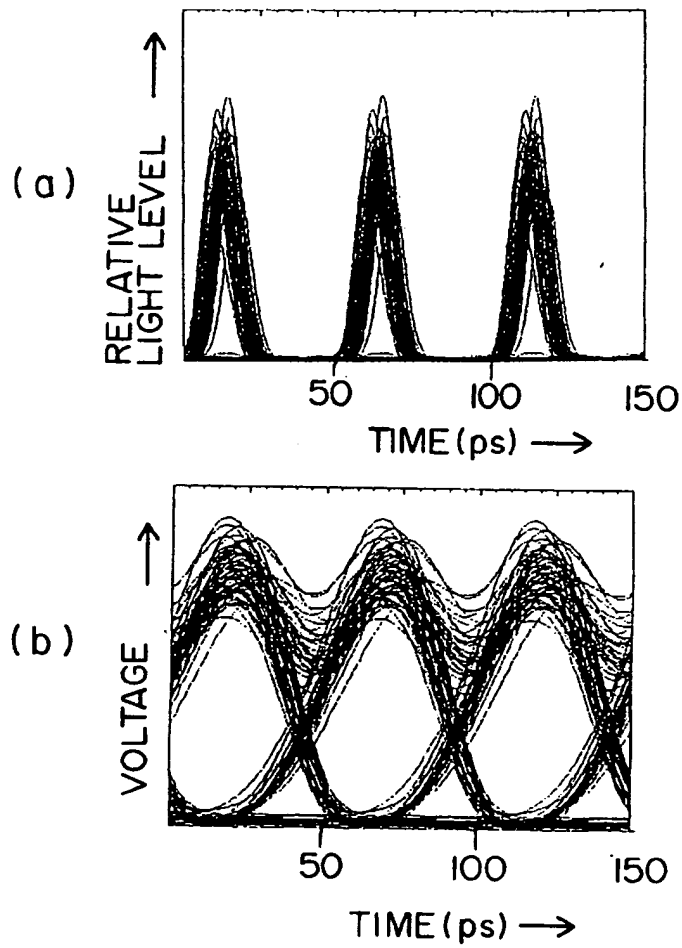 (a)
RELATIVE
LIGHT LEVEL
50 100 150
TIME (ps)
(b)
VOLTAGE
50 100 150
TIME (ps)